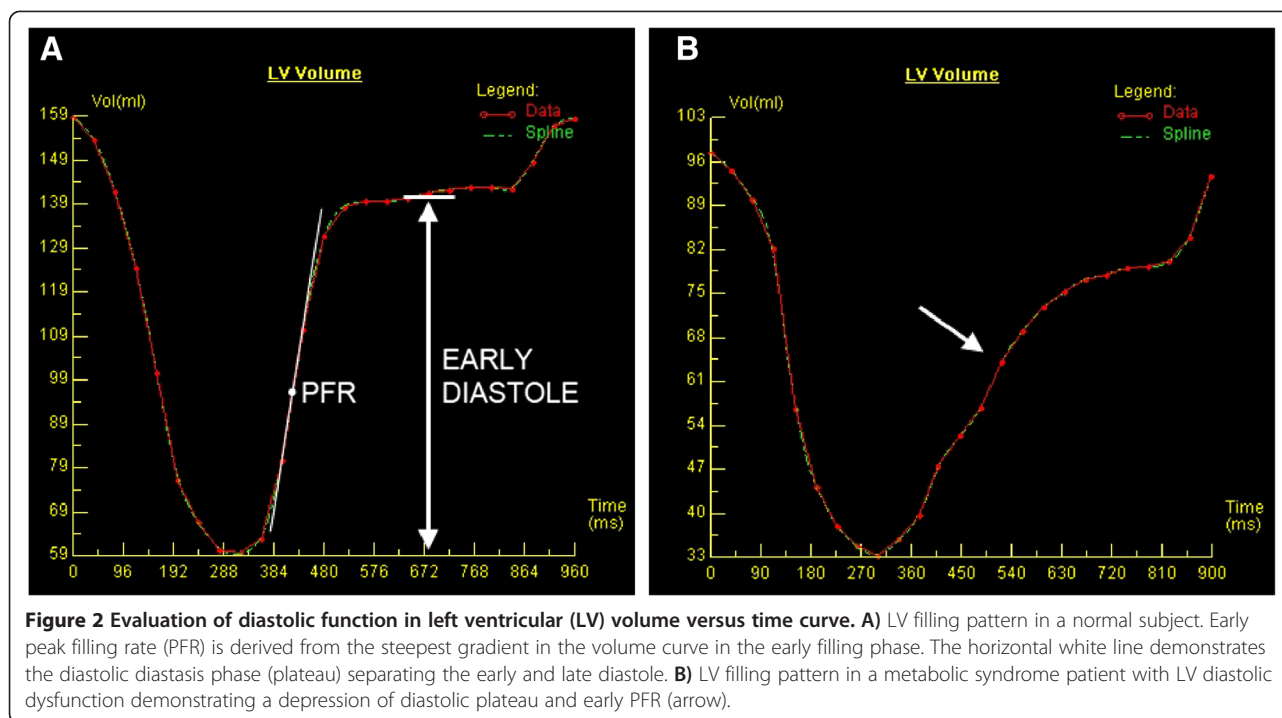 A
LV Volume
Vol(ml)
Legend:
Data
Spline
159
149
139
129
119
109
99
89
79
69
59
PFR
EARLY
DIASTOLE
Time
(ms)
0 96 192 288 384 480 576 672 768 864 960
B
LV Volume
Vol(ml)
Legend:
Data
Spline
103
96
89
82
75
68
61
54
47
40
33
Time
(ms)
0 90 180 270 360 450 540 630 720 810 900
Figure 2 Evaluation of diastolic function in left ventricular (LV) volume versus time curve. A) LV filling pattern in a normal subject. Early
peak filling rate (PFR) is derived from the steepest gradient in the volume curve in the early filling phase. The horizontal white line demonstrates
the diastolic diastasis phase (plateau) separating the early and late diastole. B) LV filling pattern in a metabolic syndrome patient with LV diastolic
dysfunction demonstrating a depression of diastolic plateau and early PFR (arrow).